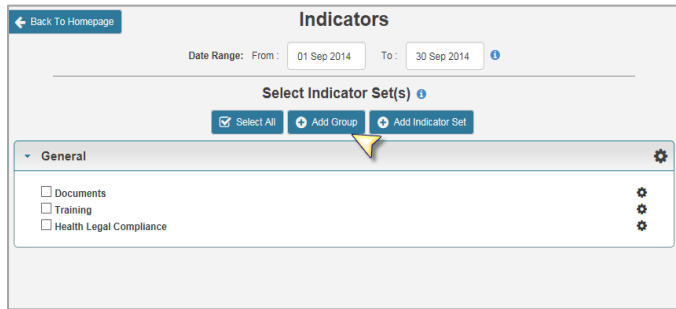 Back To Homepage
Indicators
Date Range: From : 01 Sep 2014 To : 30 Sep 2014
Select Indicator Set(s)
Select All Add Group Add Indicator Set
General
Documents
Training
Health Legal Compliance